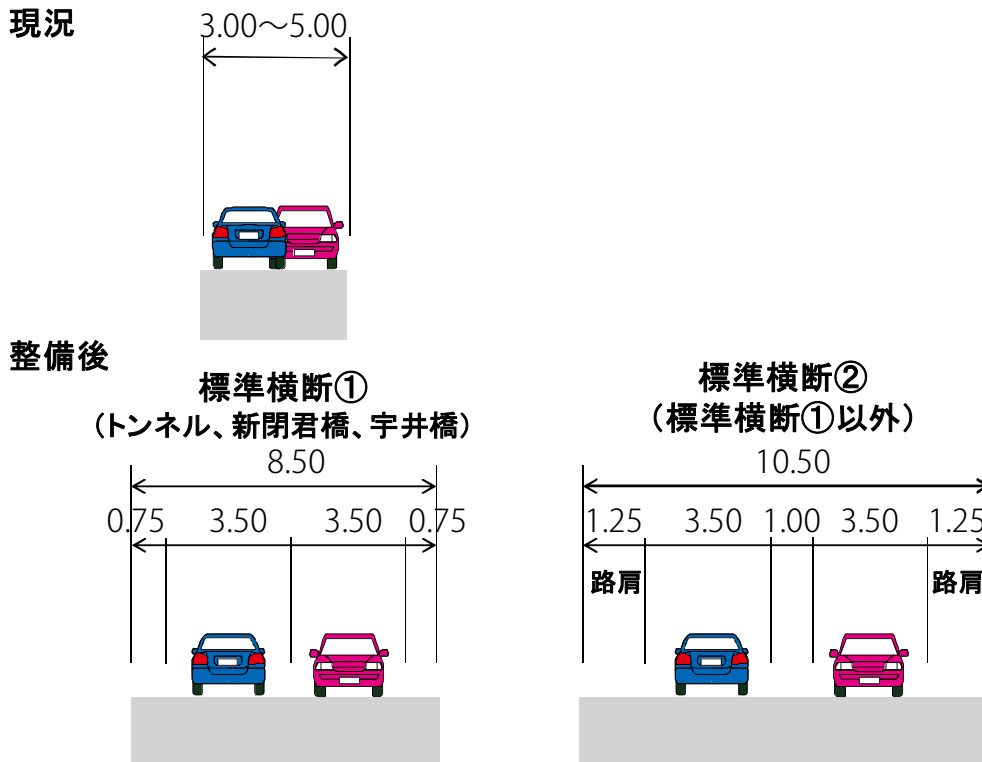 現況
3.00～5.00
整備後
標準横断①
（トンネル、新閉君橋、宇井橋）
8.50
0.75 3.50 3.50 0.75
標準横断②
（標準横断①以外）
10.50
1.25 3.50 1.00 3.50 1.25
路肩 路肩